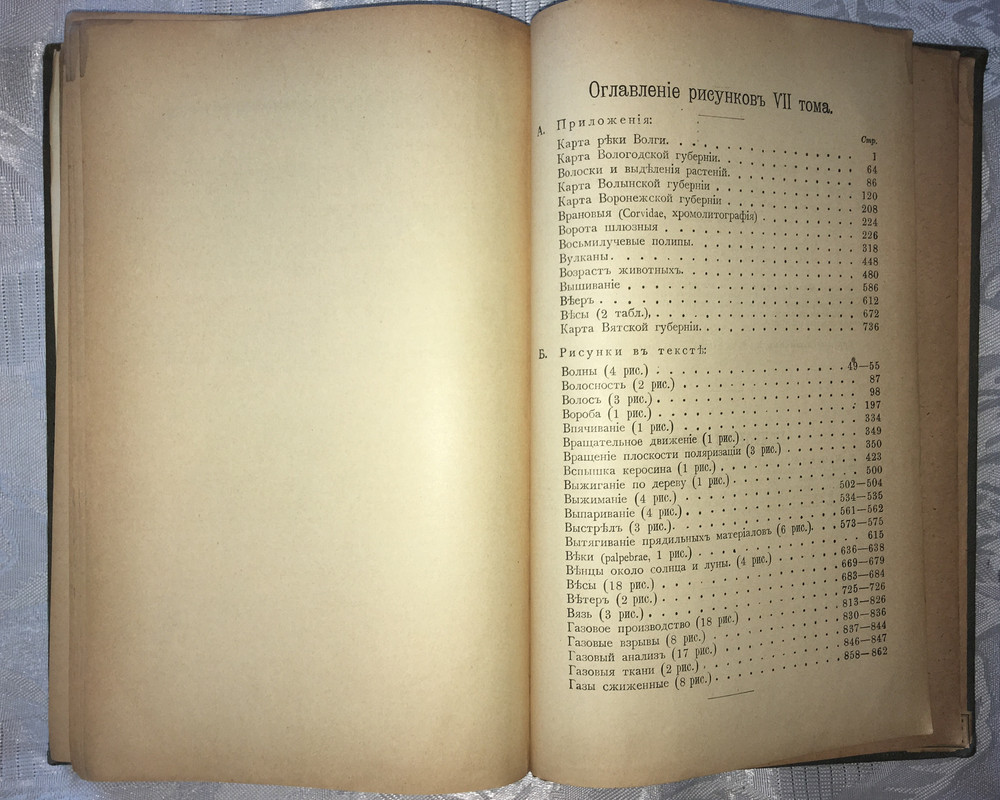 Оглавленіе рисунковъ VII тома.
А. Приложенія:
Стр.
Карта рѣки Волги. 1
Карта Вологодской губерніи. 64
Волоски и выдѣленія растеній. 86
Карта Волынской губерніи 120
Карта Воронежской губерніи 208
Врановыя (Corvidae, хромолитографія) 224
Ворота шлюзныя 226
Восьмилучевые полипы. 318
Вулканы. 448
Возрастъ животныхъ. 480
Вышиваніе 586
Вѣеръ 612
Вѣсы (2 табл.), 672
Карта Вятской губерніи. 736
Б. Рисунки въ текстѣ:
Волны (4 рис.) 49—55
Волосность (2 рис.) 87
Волосъ (3 рис.) 98
Вороба (1 рис.) 197
Впячиваніе (1 рис.) 334
Вращательное движеніе (1 рис.) 349
Вращеніе плоскости поляризаціи (3 рис.) 350
Вспышка керосина (1 рис.) 423
Выжиганіе по дереву (1 рис.) 500
Выжиманіе (4 рис.) 502—504
Выпариваніе (4 рис.) 534—535
Выстрѣлъ (3 рис.) 561—562
Вытягиваніе прядильныхъ матеріаловъ (6 рис.). 573—575
Вѣки (palpebrae, 1 рис.) 615
Вѣнцы около солнца и луны. (4 рис.) 636—638
Вѣсы (18 рис.) 669—679
Вѣтеръ (2 рис.) 683—684
Вязь (3 рис.) 725—726
Газовое производство (18 рис.) 813—826
Газовые взрывы (8 рис.) 830—836
Газовый анализъ (17 рис.) 837—844
Газовыя ткани (2 рис.) 846—847
Газы сжиженные (8 рис.) 858—862